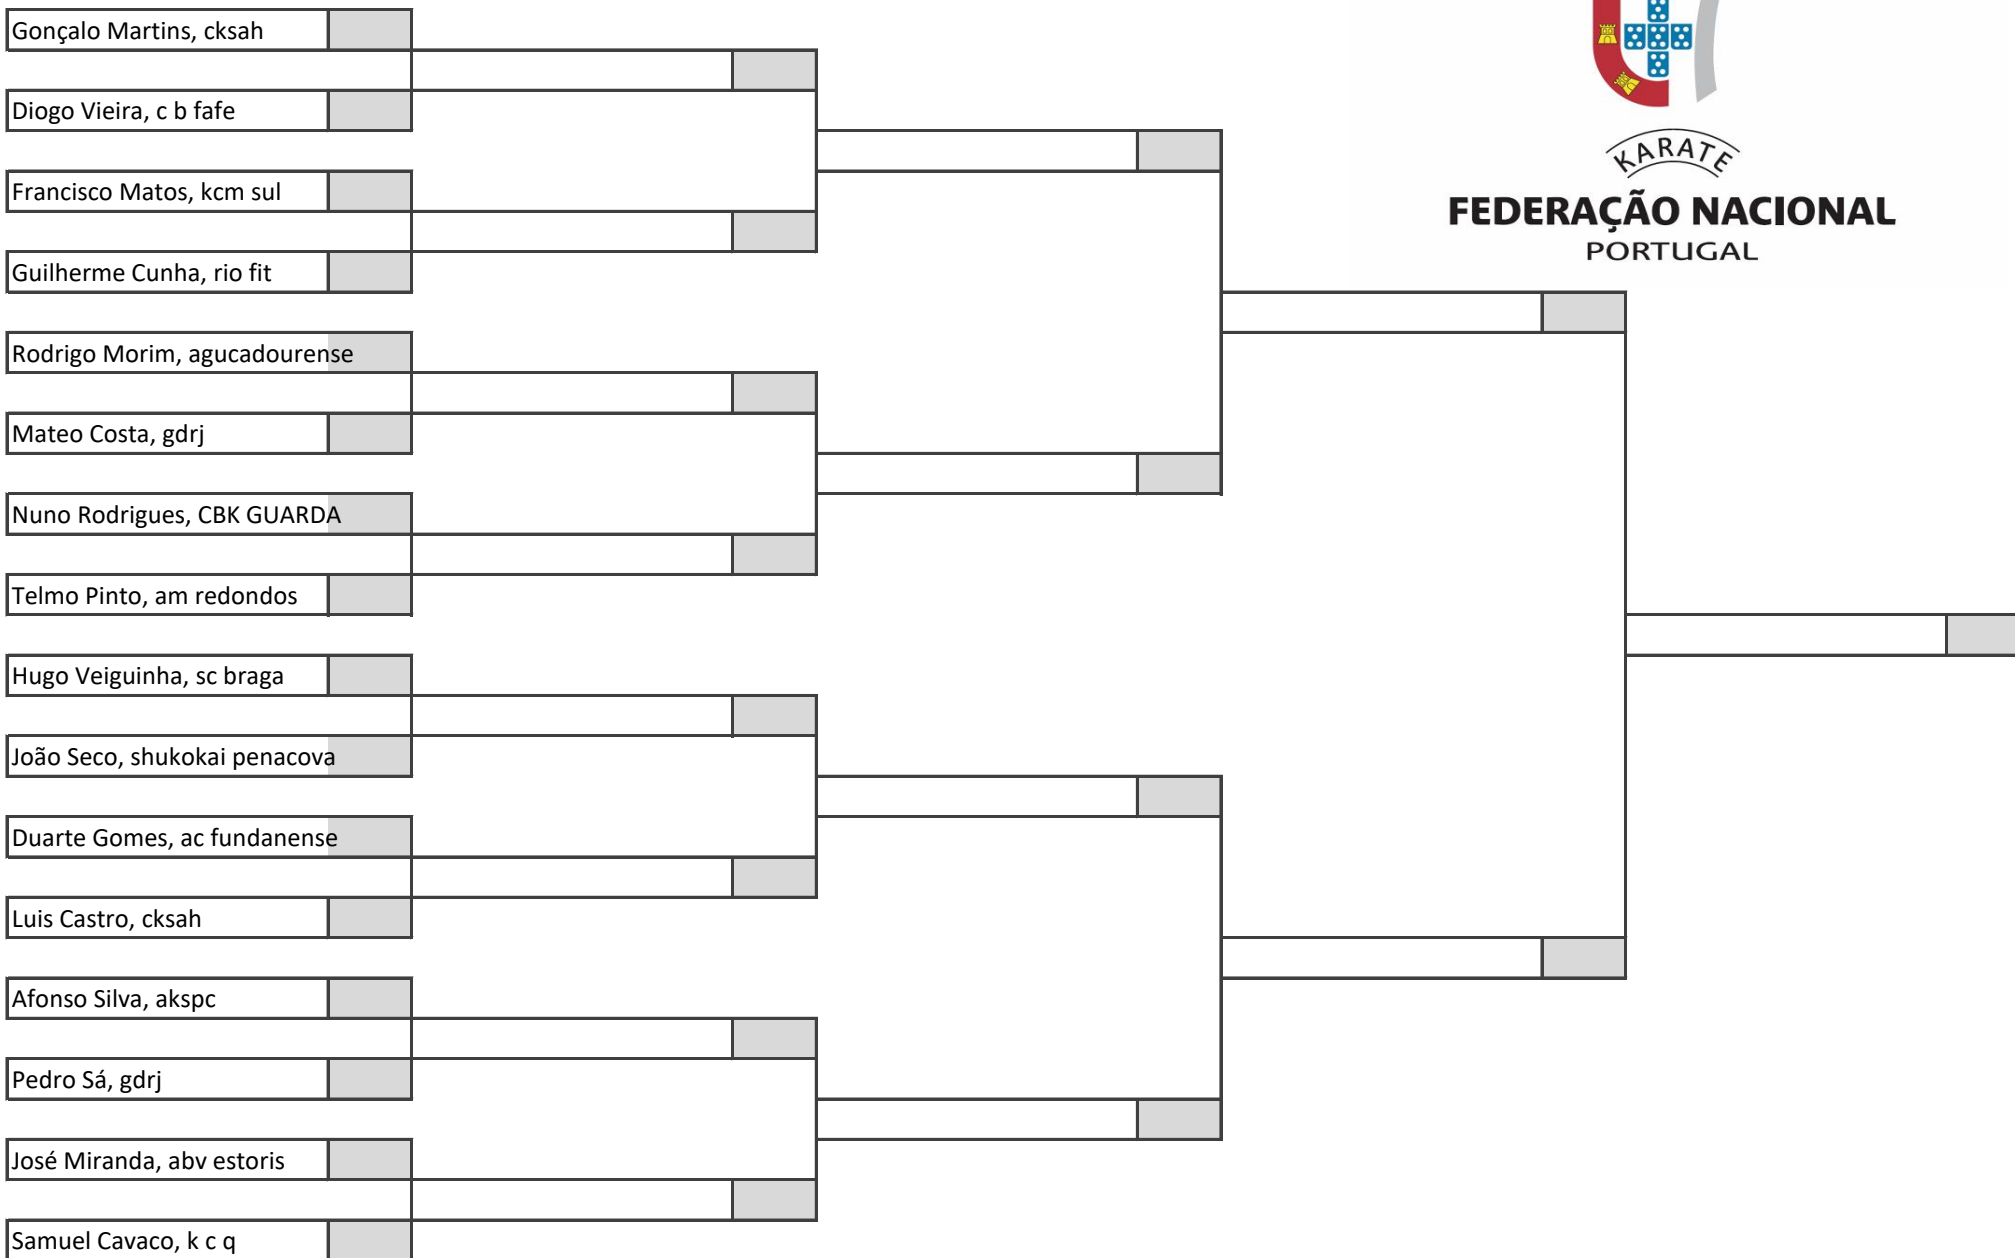 Gonçalo Martins, cksah
Diogo Vieira, c b fafe
Francisco Matos, kcm sul
Guilherme Cunha, rio fit
Rodrigo Morim, agucadourense
Mateo Costa, gdrj
Nuno Rodrigues, CBK GUARDA
Telmo Pinto, am redondos
Hugo Veiguinha, sc braga
João Seco, shukokai penacova
Duarte Gomes, ac fundanense
Luis Castro, cksah
Afonso Silva, akspc
Pedro Sá, gdrj
José Miranda, abv estoris
Samuel Cavaco, k c q
KARATE
FEDERAÇÃO NACIONAL
PORTUGAL